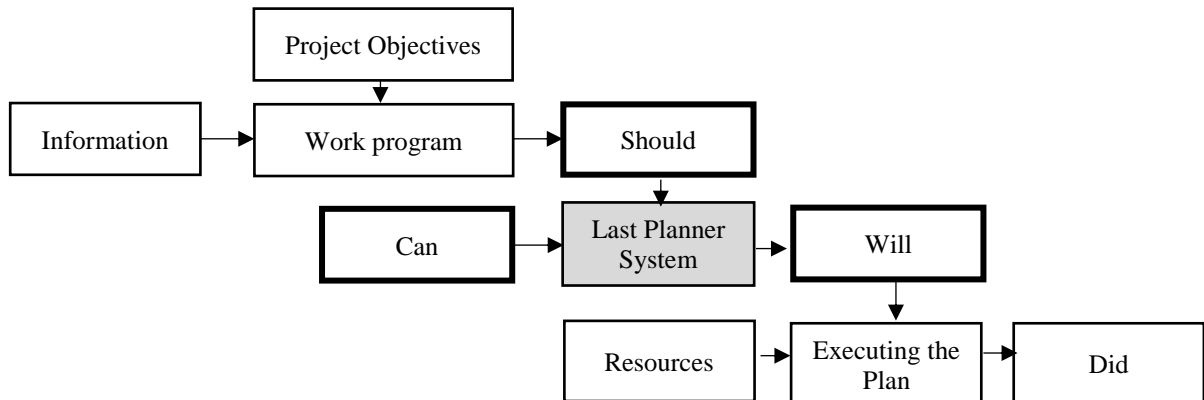 Project Objectives
Information
Work program
Should
Can
Last Planner
System
Will
Resources
Executing the
Plan
Did